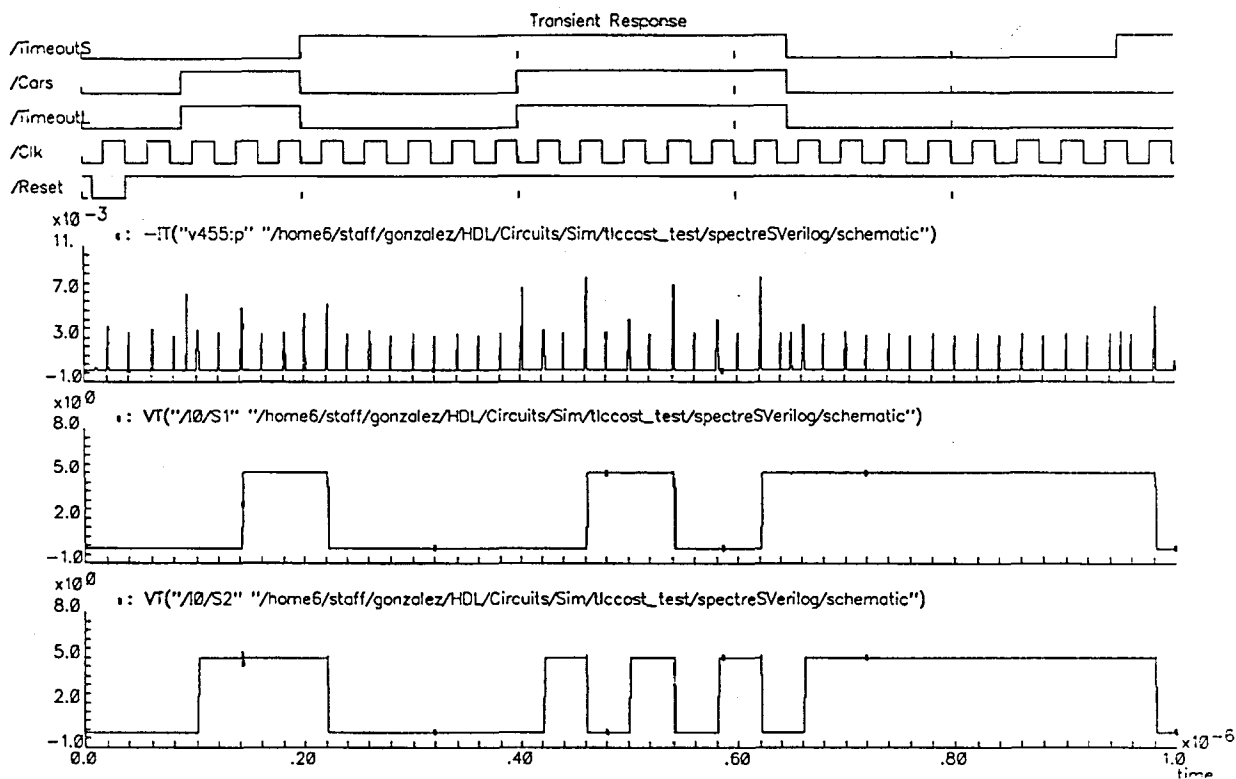 Transient Response
/TimeoutS
/Cars
/TimeoutL
/Clk
/Reset
x10 -3
: -IT("v455:p" "/home6/staff/gonzalez/HDL/Circuits/Sim/tlccost_test/spectreSVerilog/schematic")
11.
7.0
3.0
-1.0
x10 0
: VT("/I0/S1" "/home6/staff/gonzalez/HDL/Circuits/Sim/tlccost_test/spectreSVerilog/schematic")
8.0
5.0
2.0
-1.0
x10 0
: VT("/I0/S2" "/home6/staff/gonzalez/HDL/Circuits/Sim/tlccost_test/spectreSVerilog/schematic")
8.0
5.0
2.0
-1.0
0.0 .20 .40 .60 .80 1.0 x10 -6
time